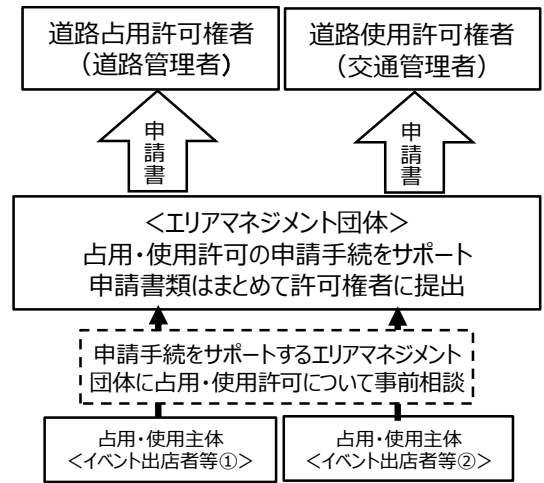 道路占用許可権者
（道路管理者）
道路使用許可権者
（交通管理者）
申請書
申請書
＜エリアマネジメント団体＞
占用・使用許可の申請手続をサポート
申請書類はまとめて許可権者に提出
申請手続をサポートするエリアマネジメント
団体に占用・使用許可について事前相談
占用・使用主体
＜イベント出店者等①＞
占用・使用主体
＜イベント出店者等②＞